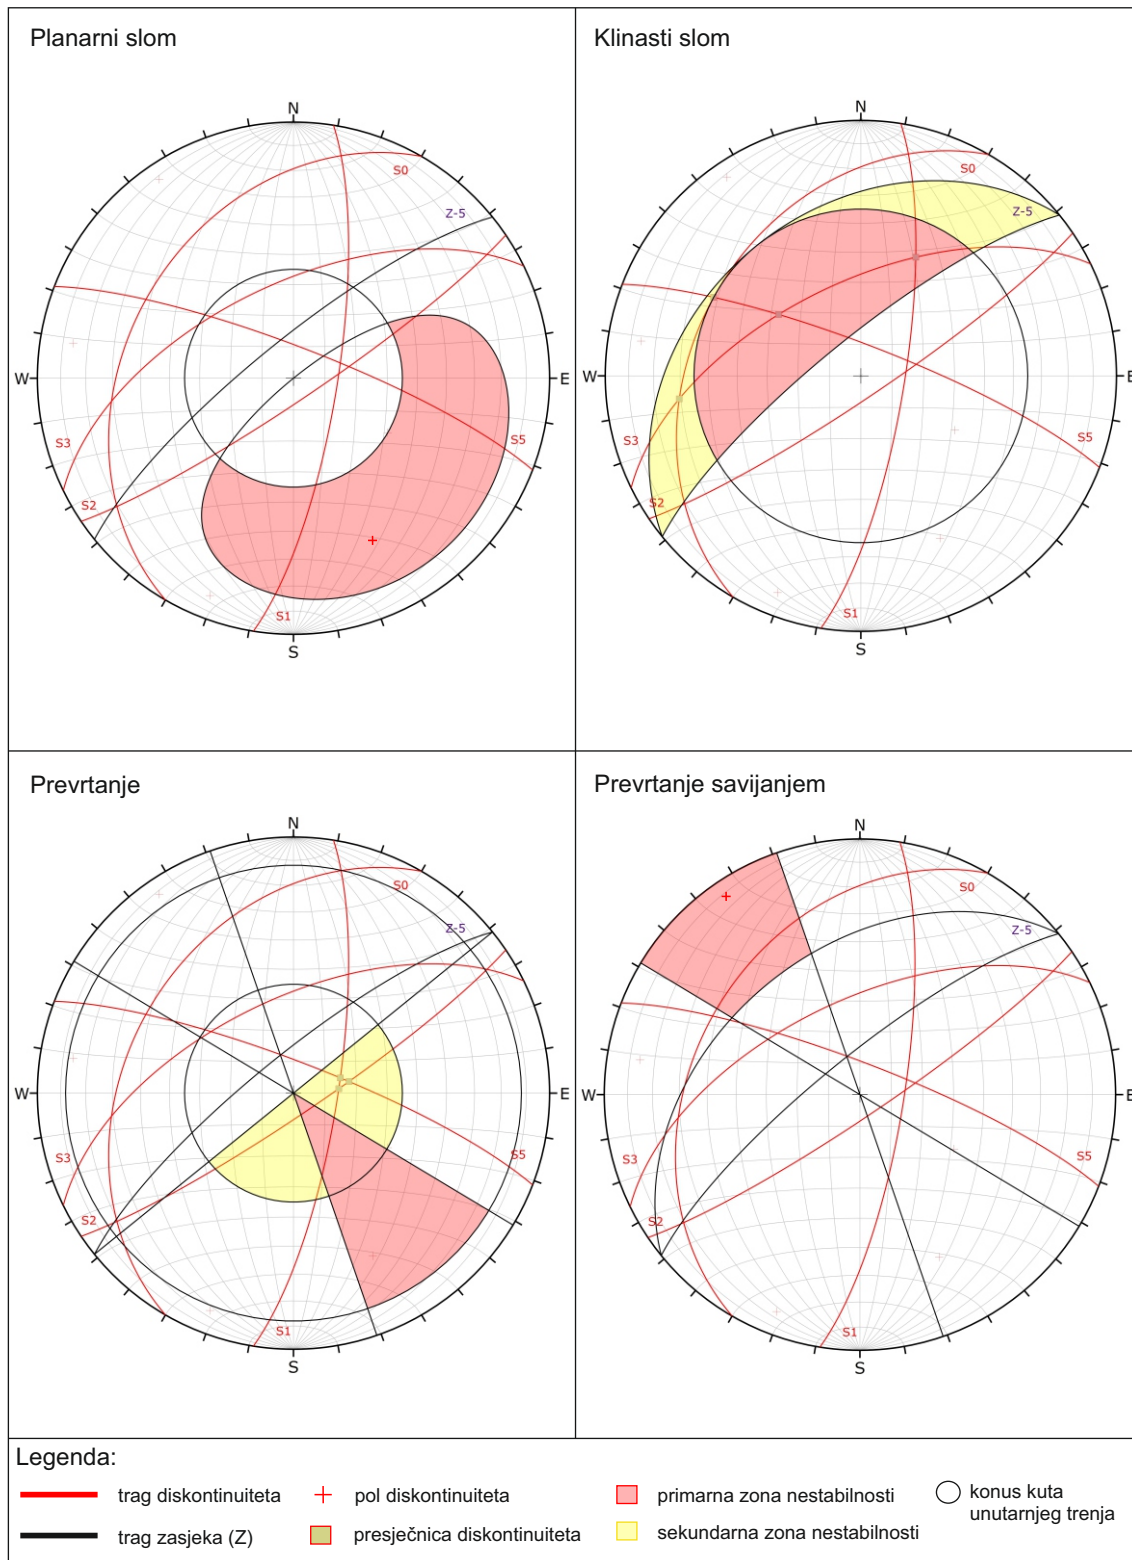 Planarni slom
N
S0
Z-5
W
E
S3
S5
S2
S1
S
Klinasti slom
N
S0
Z-5
W
E
S3
S5
S2
S1
S
Prevrtanje
N
S0
Z-5
W
E
S3
S5
S2
S1
S
Prevrtanje savijanjem
N
S0
Z-5
W
E
S3
S5
S2
S1
S
Legenda:
trag diskontinuiteta
pol diskontinuiteta
primarna zona nestabilnosti
konus kuta
unutarnjeg trenja
trag zasjeka (Z)
presječnica diskontinuiteta
sekundarna zona nestabilnosti